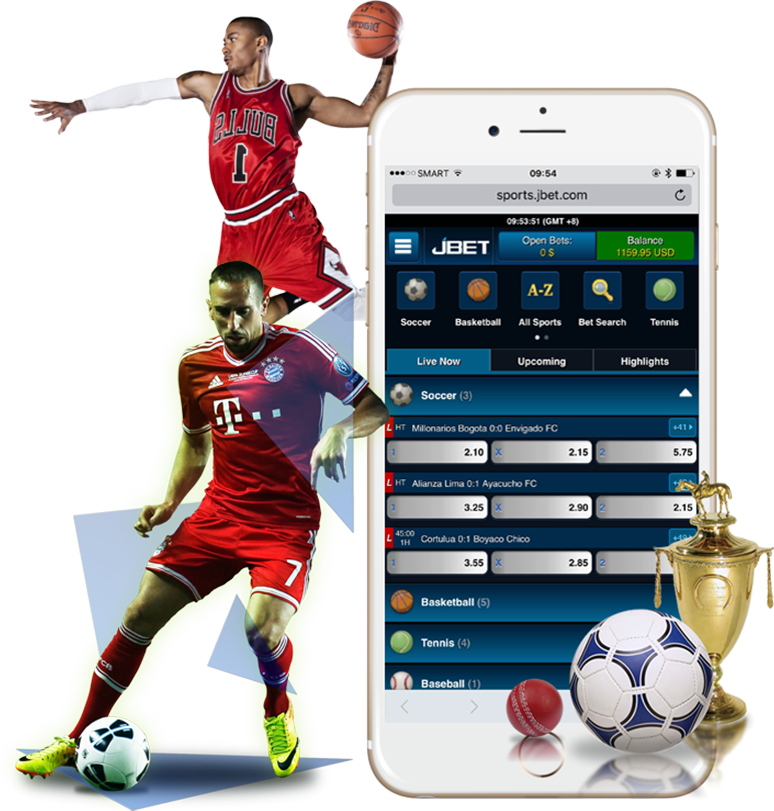 BULLS
1
●●●○○ SMART 09:54
sports.jbet.com
09:53:51 (GMT +8)
JBET
Open Bets:
0 $
Balance
1159.95 USD
A-Z
Soccer Basketball All Sports Bet Search Tennis
Live Now Upcoming Highlights
Soccer (3)
L HT Millonarios Bogota 0:0 Envigado FC +41
1 2.10 X 2.15 2 5.75
L HT Alianza Lima 0:1 Ayacucho FC
1 3.25 X 2.90 2 2.15
L 45:00 1H Cortulua 0:1 Boyaco Chico
1 3.55 X 2.85 2
Basketball (5)
Tennis (4)
Baseball (1)
adidas
T
7